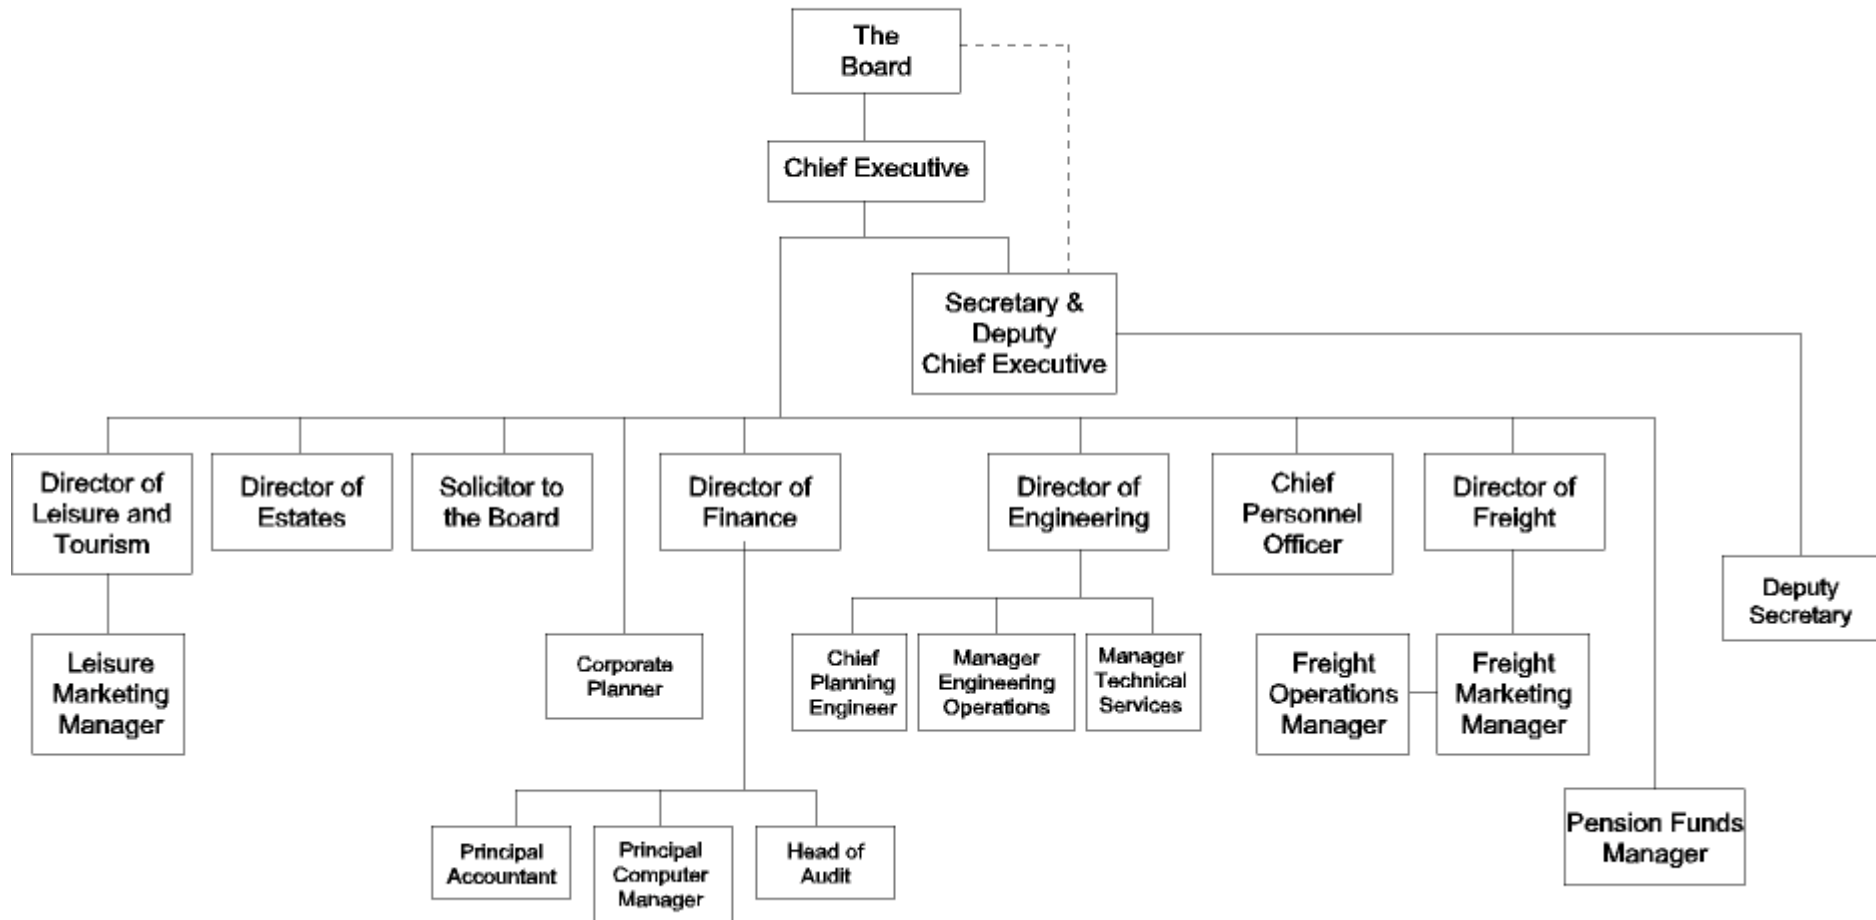 The
Board
Chief Executive
Secretary &
Deputy
Chief Executive
Director of
Leisure and
Tourism
Director of
Estates
Solicitor to
the Board
Director of
Finance
Director of
Engineering
Chief
Personnel
Officer
Director of
Freight
Deputy
Secretary
Leisure
Marketing
Manager
Corporate
Planner
Chief
Planning
Engineer
Manager
Engineering
Operations
Manager
Technical
Services
Freight
Operations
Manager
Freight
Marketing
Manager
Pension Funds
Manager
Principal
Accountant
Principal
Computer
Manager
Head of
Audit